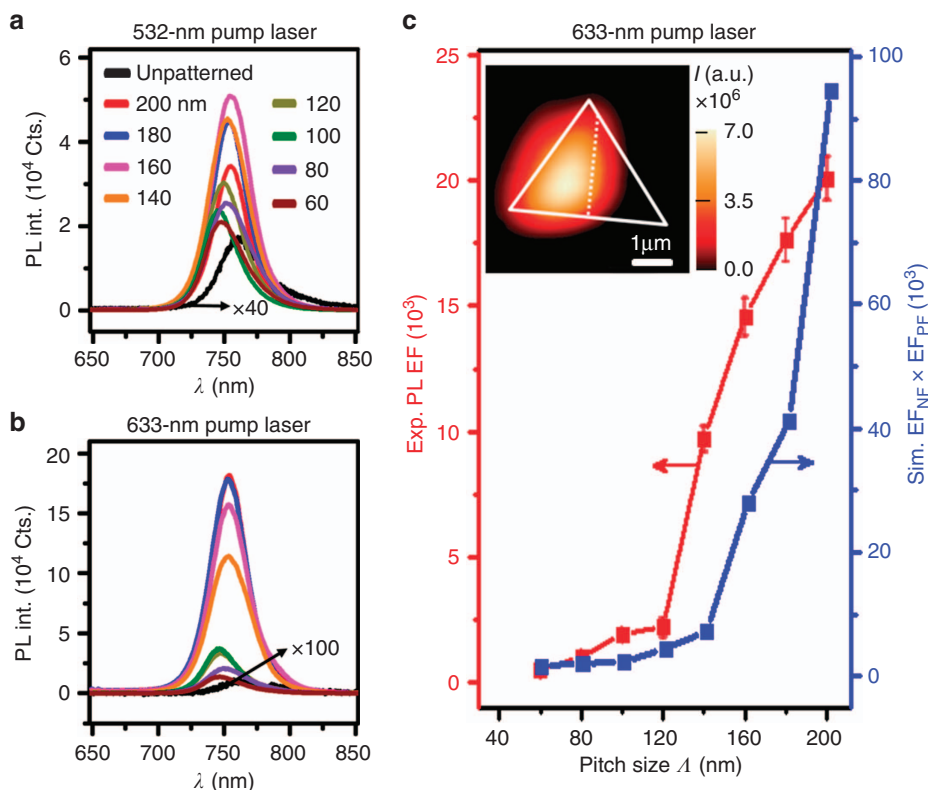 a
532-nm pump laser
PL int. (10⁴ Cts.)
6
4
2
0
Unpatterned
200 nm
180
160
140
120
100
80
60
×40
650
700
750
800
850
λ (nm)
b
633-nm pump laser
PL int. (10⁴ Cts.)
20
15
10
5
0
×100
650
700
750
800
850
λ (nm)
c
633-nm pump laser
Exp. PL EF (10³)
25
20
15
10
5
0
I (a.u.)
×10⁶
7.0
3.5
0.0
1μm
100
80
60
40
20
0
Sim. EF_NF × EF_PF (10³)
40
80
120
160
200
Pitch size Λ (nm)